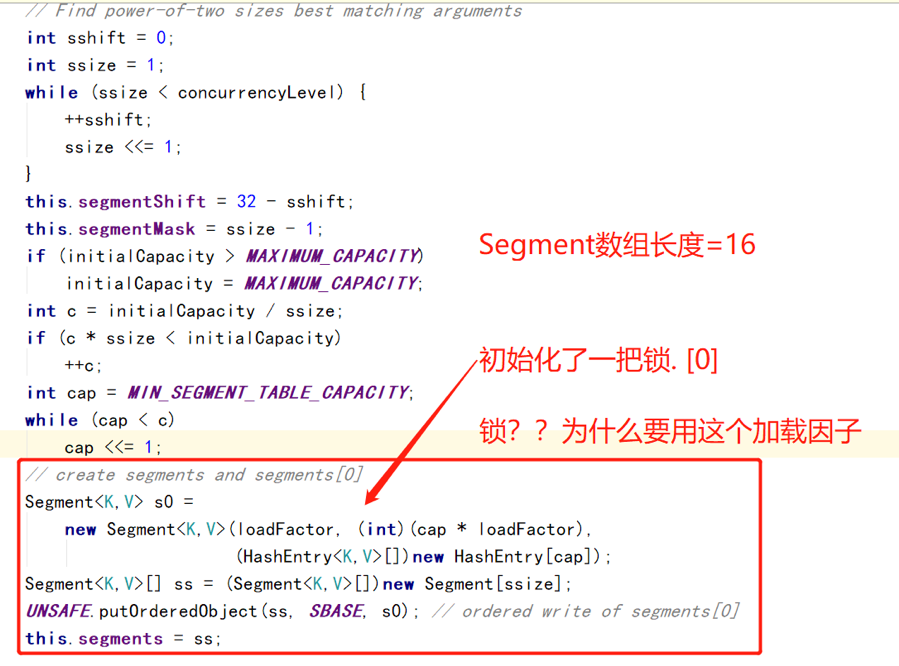 // Find power-of-two sizes best matching arguments
int sshift = 0;
int ssize = 1;
while (ssize < concurrencyLevel) {
++sshift;
ssize <<= 1;
}
this.segmentShift = 32 - sshift;
this.segmentMask = ssize - 1;
Segment数组长度=16
if (initialCapacity > MAXIMUM_CAPACITY)
initialCapacity = MAXIMUM_CAPACITY;
int c = initialCapacity / ssize;
if (c * ssize < initialCapacity)
++c;
初始化了一把锁. [0]
int cap = MIN_SEGMENT_TABLE_CAPACITY;
while (cap < c)
cap <<= 1;
锁？？为什么要用这个加载因子
// create segments and segments[0]
Segment<K,V> s0 =
new Segment<K,V>(loadFactor, (int)(cap * loadFactor),
(HashEntry<K,V>[])new HashEntry[cap]);
Segment<K,V>[] ss = (Segment<K,V>[])new Segment[ssize];
UNSAFE.putOrderedObject(ss, SBASE, s0); // ordered write of segments[0]
this.segments = ss;